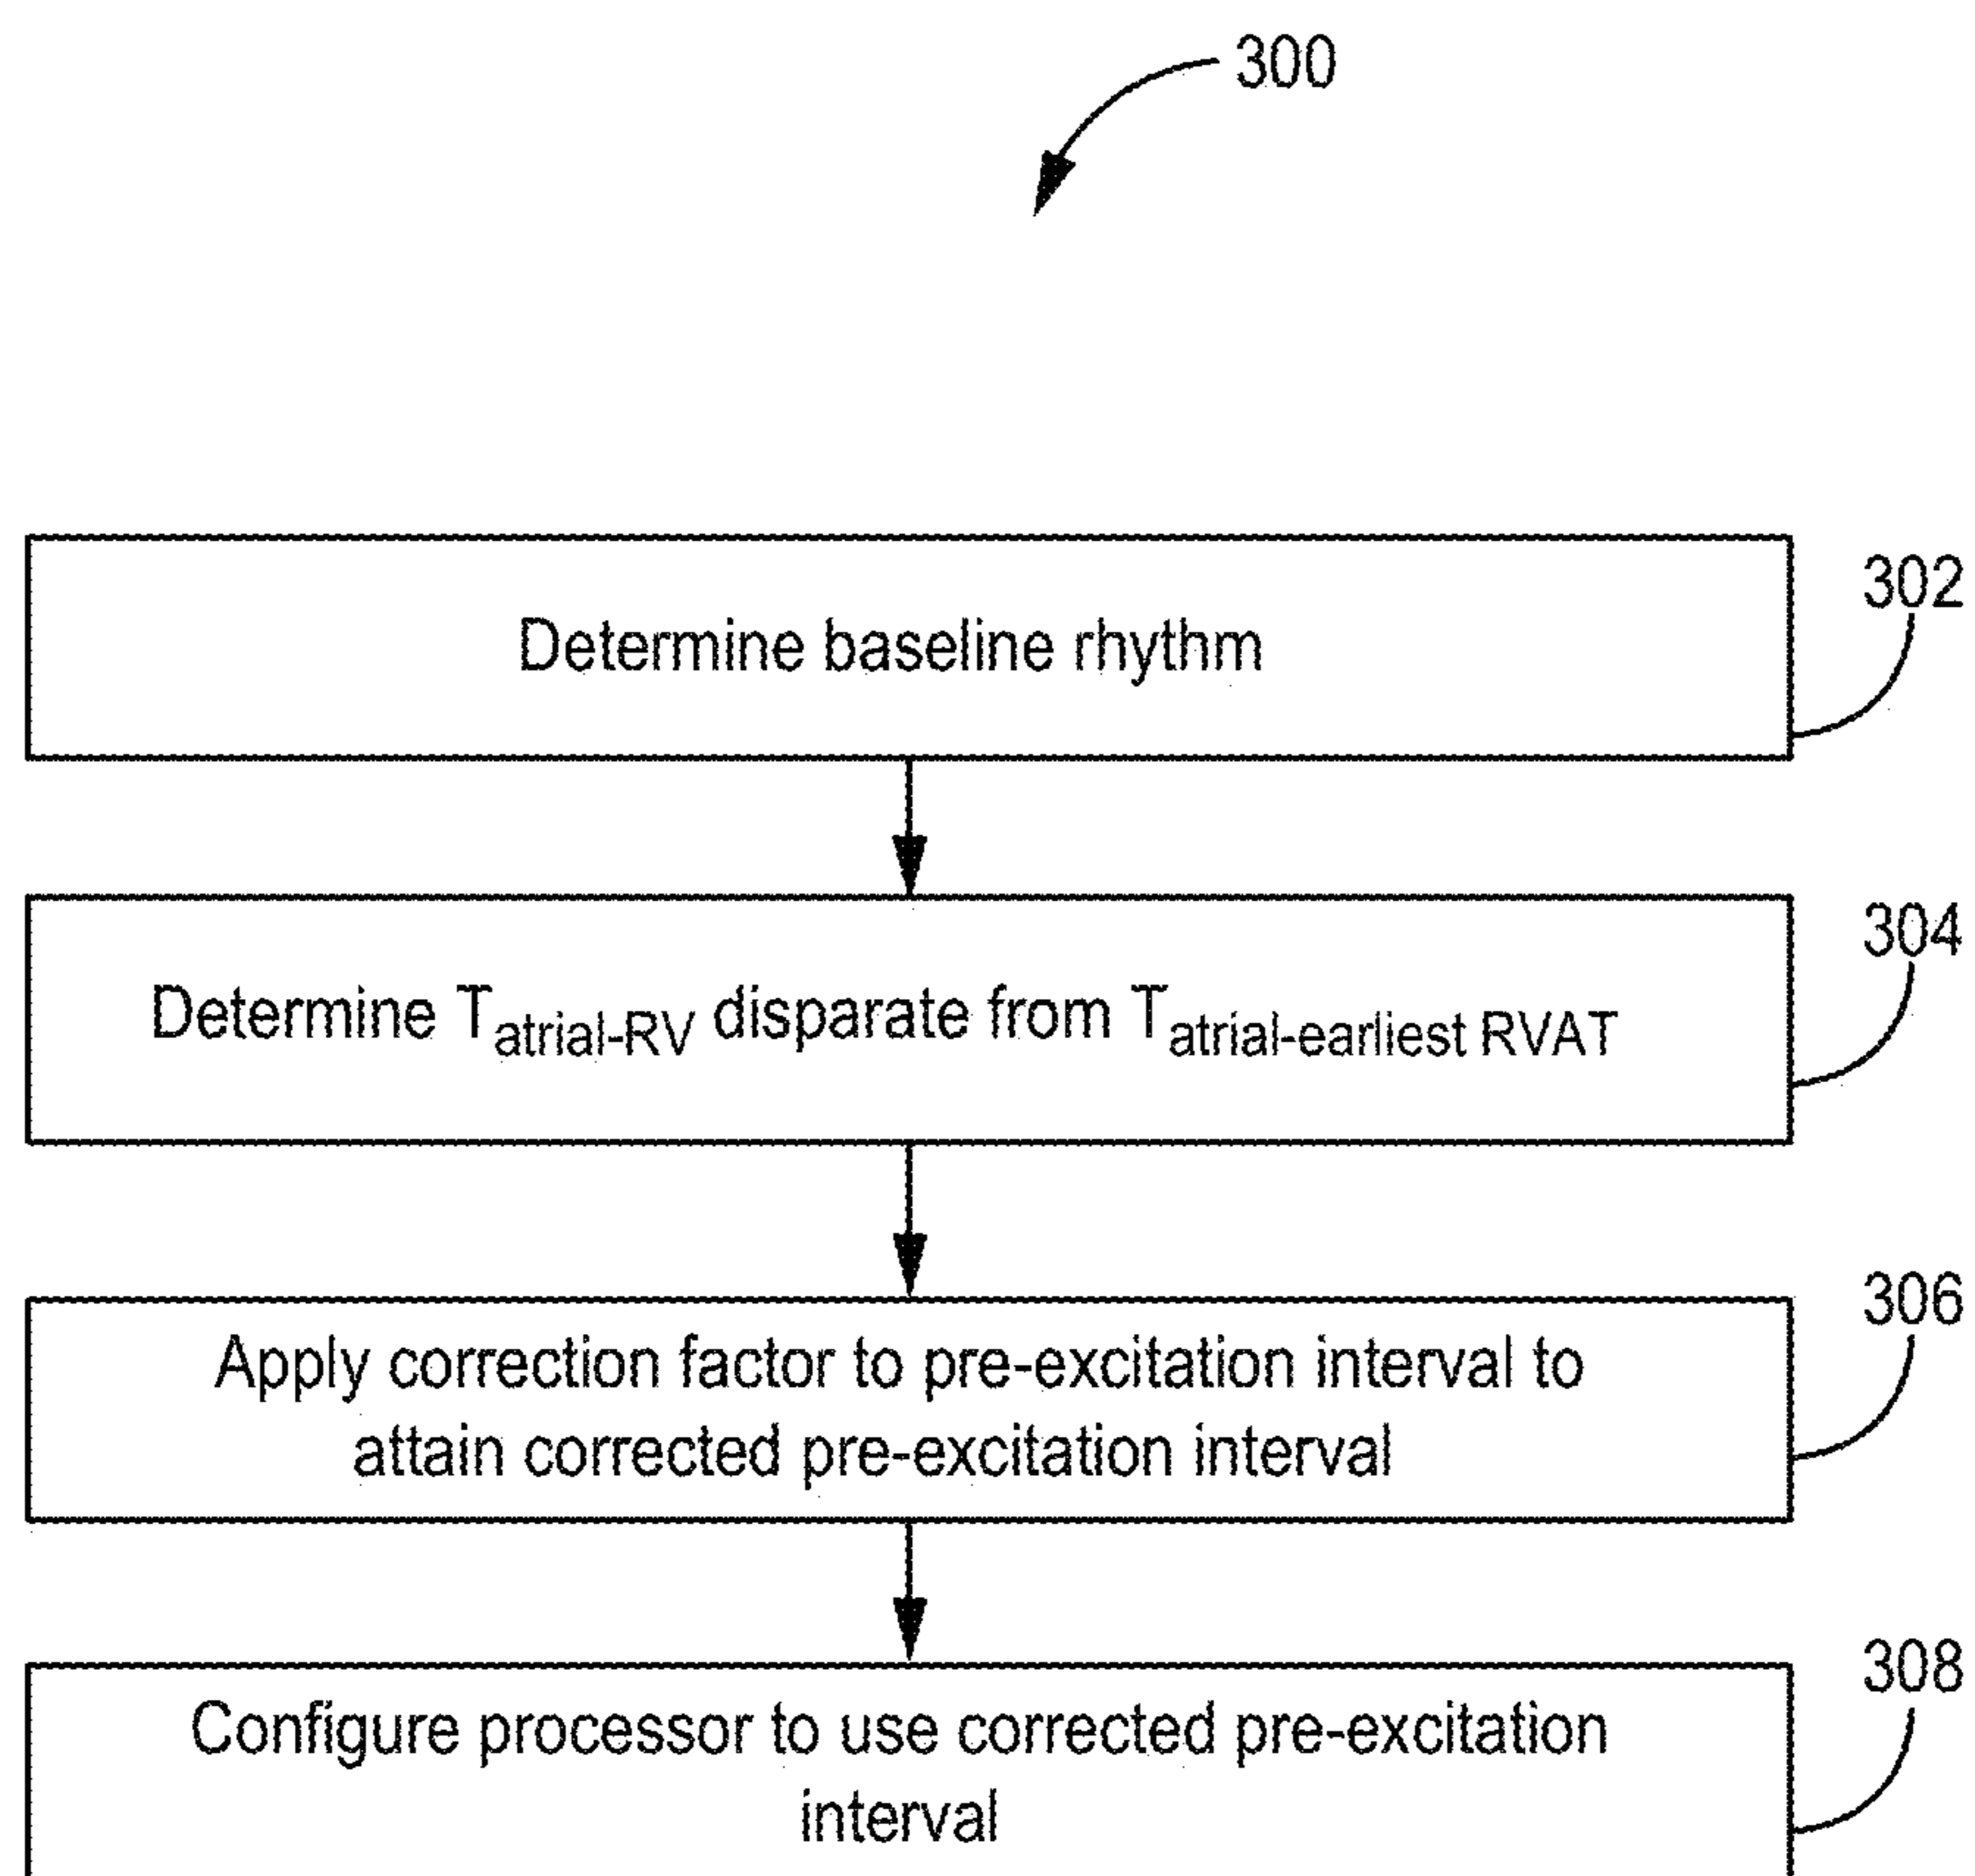 300
302
Determine baseline rhythm
304
Determine Tatrial-RV disparate from Tatrial-earliest RVAT
306
Apply correction factor to pre-excitation interval to
attain corrected pre-excitation interval
308
Configure processor to use corrected pre-excitation
interval